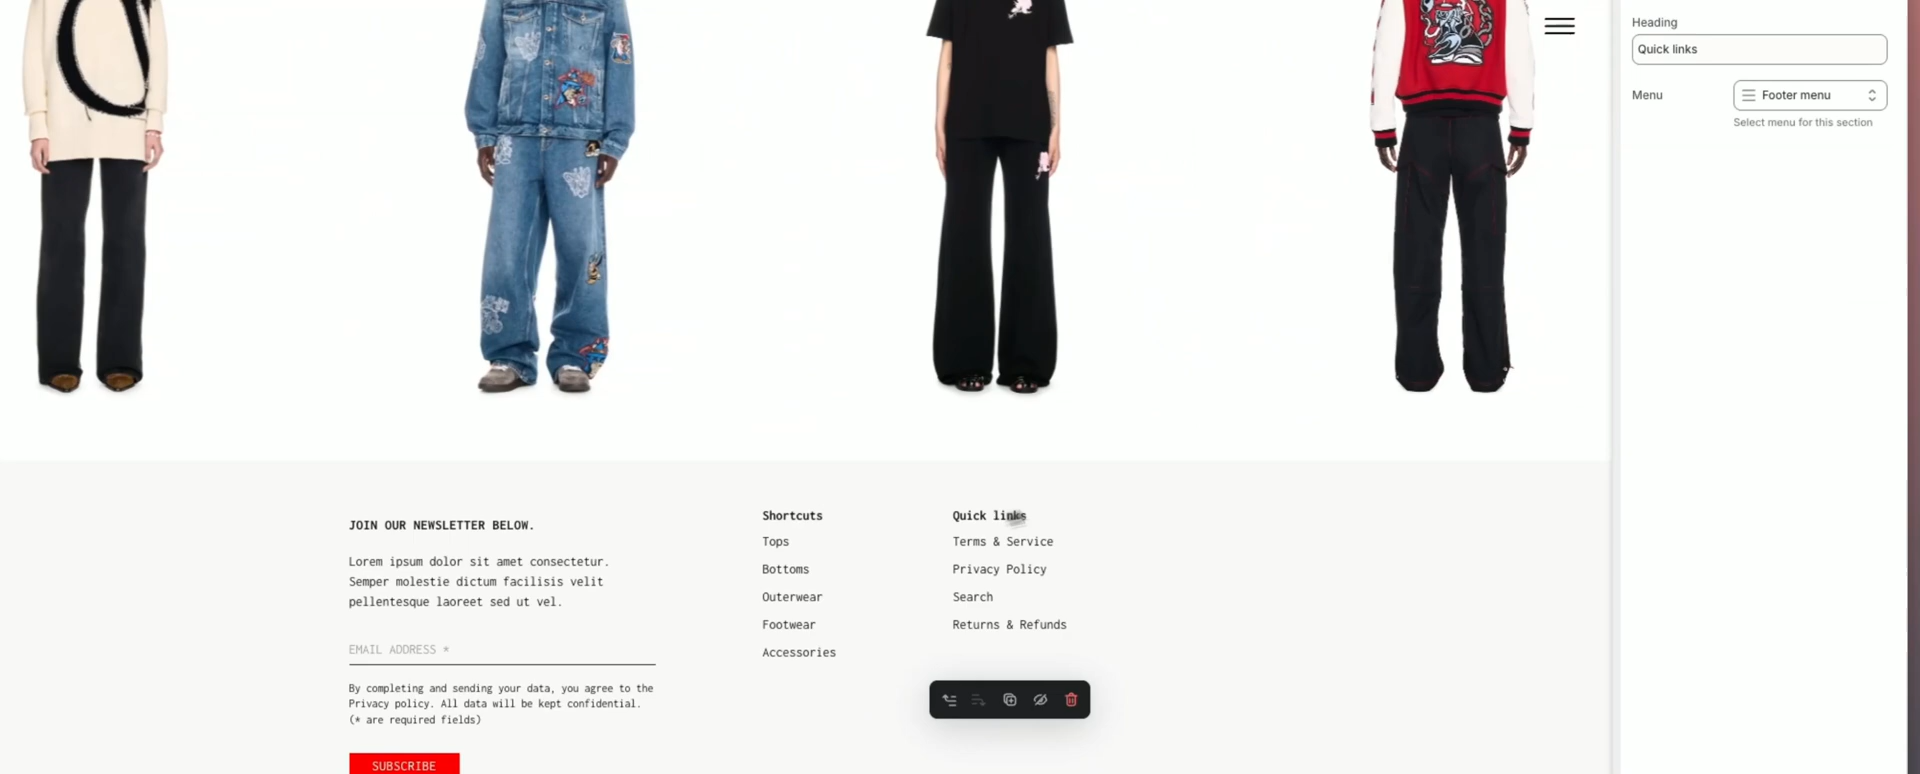 Heading
Quick links
Menu
Footer menu
Select menu for this section
JOIN OUR NEWSLETTER BELOW.
Lorem ipsum dolor sit amet consectetur.
Semper molestie dictum facilisis velit
pellentesque laoreet sed ut vel.
EMAIL ADDRESS *
By completing and sending your data, you agree to the
Privacy policy. All data will be kept confidential.
(* are required fields)
SUBSCRIBE
Shortcuts
Tops
Bottoms
Outerwear
Footwear
Accessories
Quick links
Terms & Service
Privacy Policy
Search
Returns & Refunds